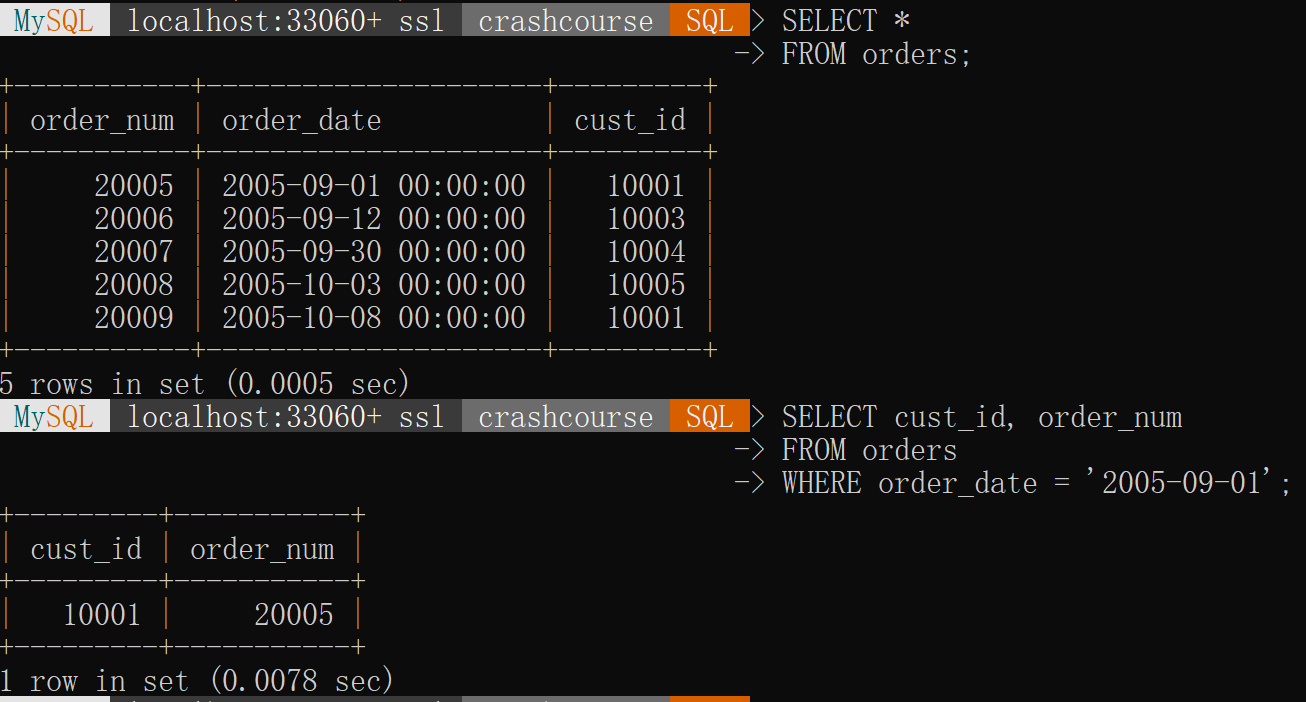 MySQL localhost:33060+ ssl crashcourse SQL > SELECT *
-> FROM orders;
+-----------+---------------------+---------+
| order_num | order_date          | cust_id |
+-----------+---------------------+---------+
|     20005 | 2005-09-01 00:00:00 |   10001 |
|     20006 | 2005-09-12 00:00:00 |   10003 |
|     20007 | 2005-09-30 00:00:00 |   10004 |
|     20008 | 2005-10-03 00:00:00 |   10005 |
|     20009 | 2005-10-08 00:00:00 |   10001 |
+-----------+---------------------+---------+
5 rows in set (0.0005 sec)
MySQL localhost:33060+ ssl crashcourse SQL > SELECT cust_id, order_num
-> FROM orders
-> WHERE order_date = '2005-09-01';
+---------+-----------+
| cust_id | order_num |
+---------+-----------+
|   10001 |     20005 |
+---------+-----------+
1 row in set (0.0078 sec)